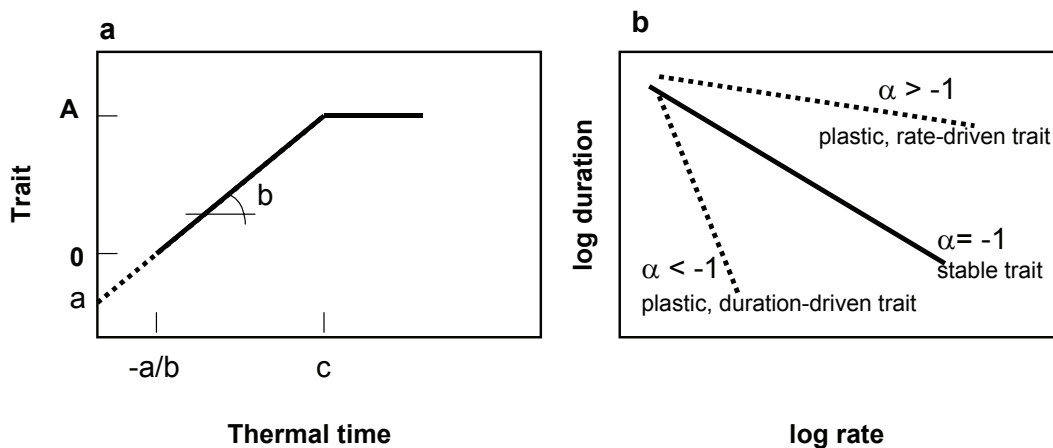 a
A
Trait
b
0
a
-a/b
c
Thermal time
b
log duration
α > -1
plastic, rate-driven trait
α= -1
stable trait
α < -1
plastic, duration-driven trait
log rate